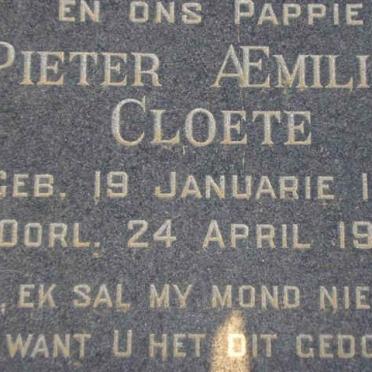 EN ONS PAPPIE
PIETER ÆMILI
CLOETE
GEB. 19 JANUARIE 1
OORL. 24 APRIL 19
, EK SAL MY MOND NIE
WANT U HET DIT GEDO